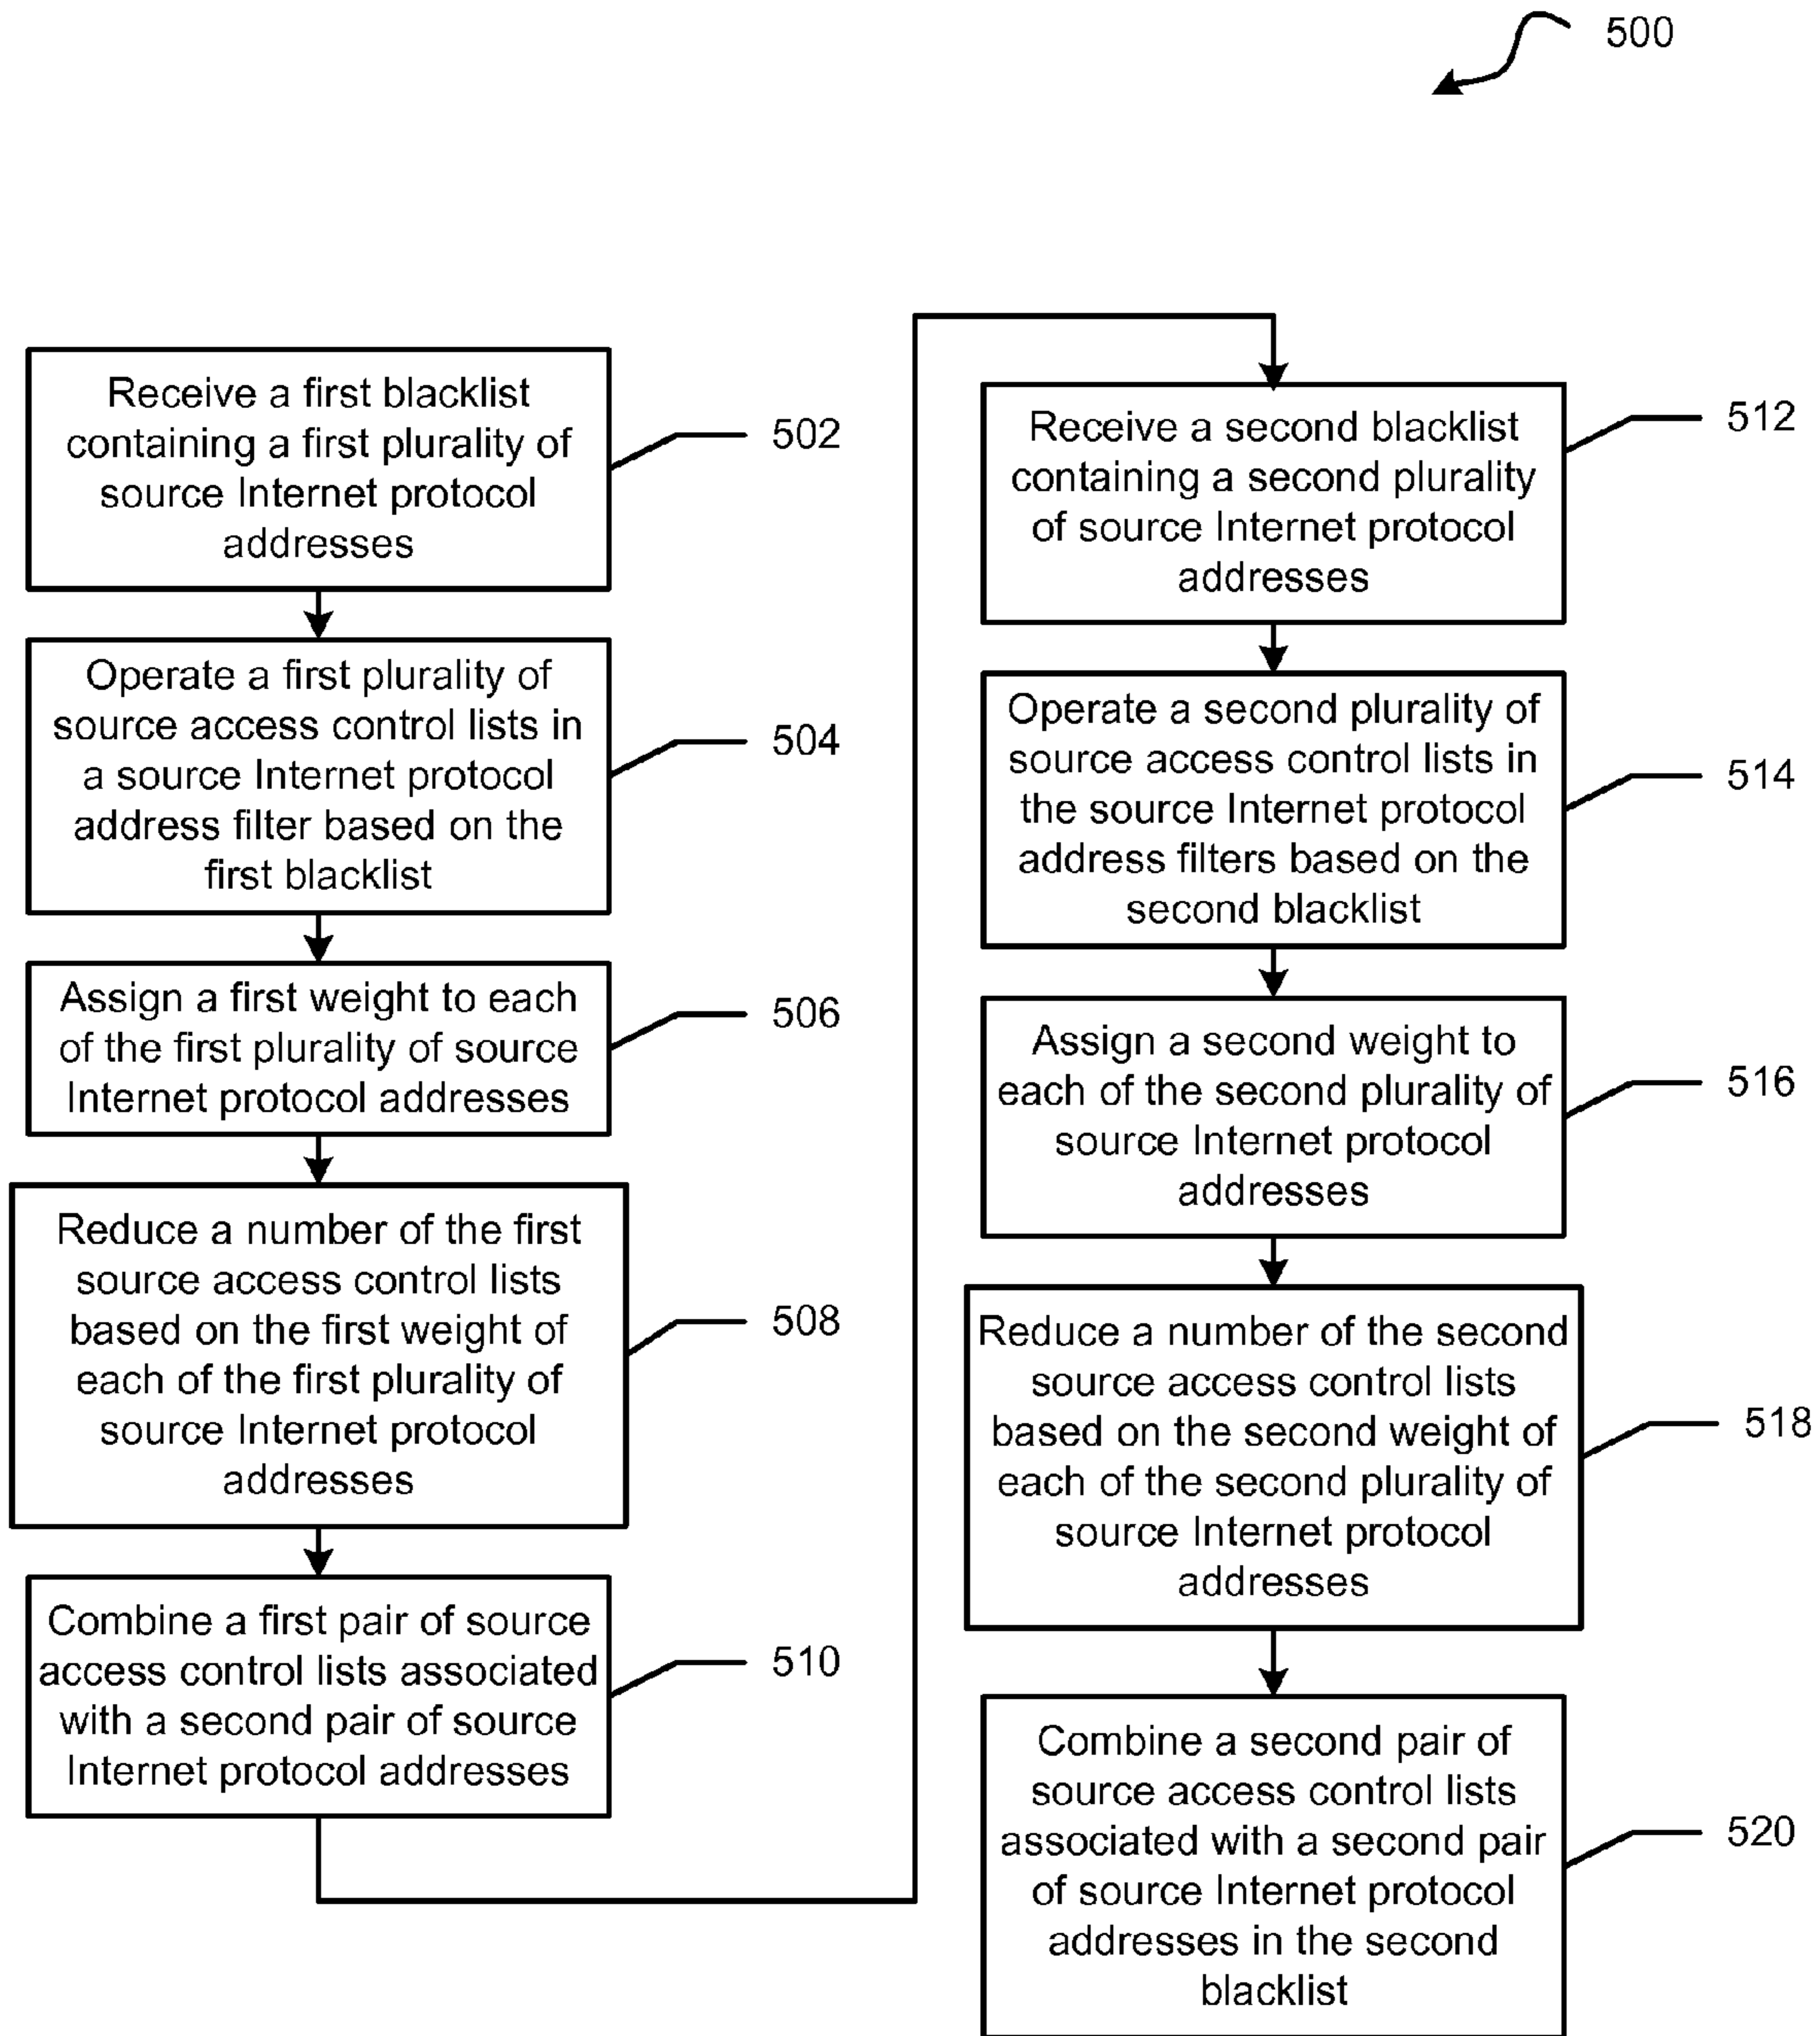 500
Receive a first blacklist
containing a first plurality of
source Internet protocol
addresses
502
Operate a first plurality of
source access control lists in
a source Internet protocol
address filter based on the
first blacklist
504
Assign a first weight to each
of the first plurality of source
Internet protocol addresses
506
Reduce a number of the first
source access control lists
based on the first weight of
each of the first plurality of
source Internet protocol
addresses
508
Combine a first pair of source
access control lists associated
with a second pair of source
Internet protocol addresses
510
Receive a second blacklist
containing a second plurality
of source Internet protocol
addresses
512
Operate a second plurality of
source access control lists in
the source Internet protocol
address filters based on the
second blacklist
514
Assign a second weight to
each of the second plurality of
source Internet protocol
addresses
516
Reduce a number of the second
source access control lists
based on the second weight of
each of the second plurality of
source Internet protocol
addresses
518
Combine a second pair of
source access control lists
associated with a second pair
of source Internet protocol
addresses in the second
blacklist
520